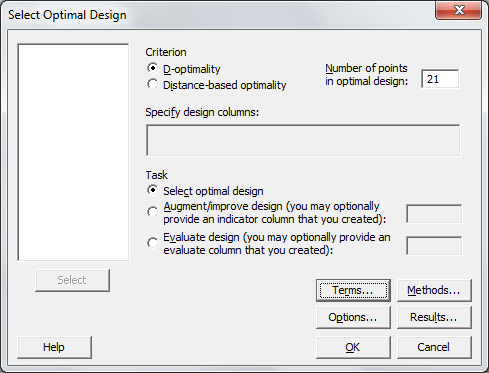 Select Optimal Design
Criterion
D-optimality
Distance-based optimality
Number of points
in optimal design:
21
Specify design columns:
Task
Select optimal design
Augment/improve design (you may optionally
provide an indicator column that you created):
Evaluate design (you may optionally provide an
evaluate column that you created):
Select
Terms...
Methods...
Options...
Results...
Help
OK
Cancel